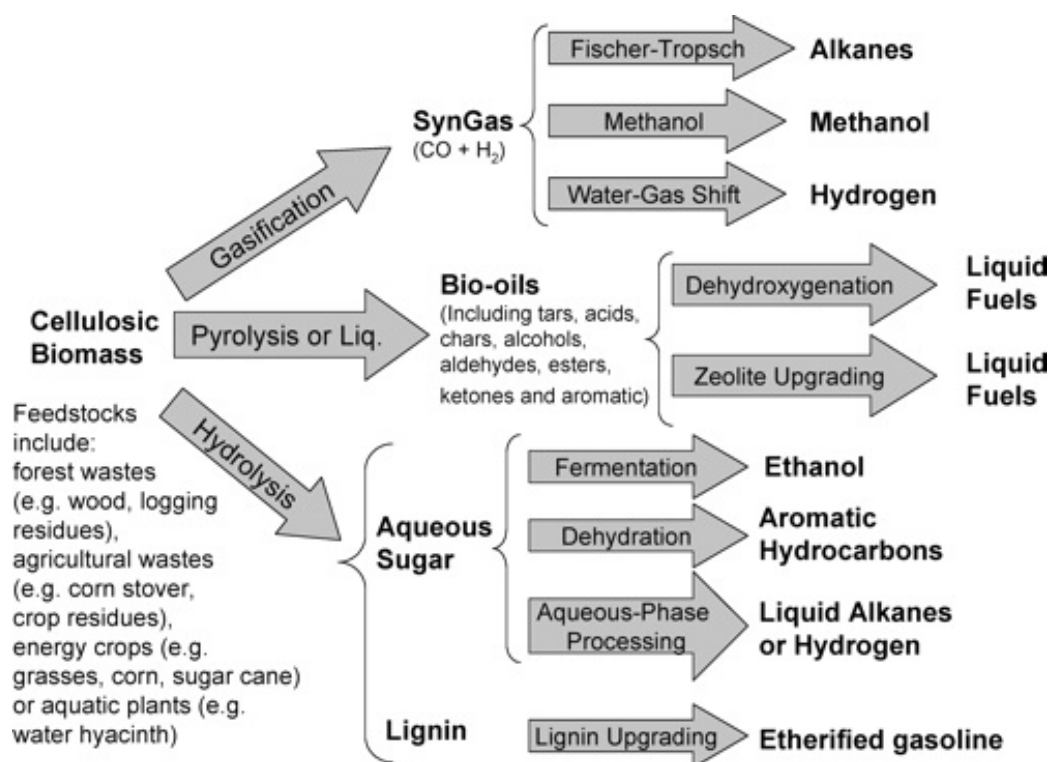 Fischer-Tropsch
Alkanes
SynGas
(CO + H₂)
Methanol
Methanol
Water-Gas Shift
Hydrogen
Gasification
Cellulosic
Biomass
Pyrolysis or Liq.
Bio-oils
(Including tars, acids,
chars, alcohols,
aldehydes, esters,
ketones and aromatic)
Dehydroxygenation
Liquid
Fuels
Zeolite Upgrading
Liquid
Fuels
Feedstocks
include:
forest wastes
(e.g. wood, logging
residues),
agricultural wastes
(e.g. corn stover,
crop residues),
energy crops (e.g.
grasses, corn, sugar cane)
or aquatic plants (e.g.
water hyacinth)
Hydrolysis
Aqueous
Sugar
Fermentation
Ethanol
Dehydration
Aromatic
Hydrocarbons
Aqueous-Phase
Processing
Liquid Alkanes
or Hydrogen
Lignin
Lignin Upgrading
Etherified gasoline